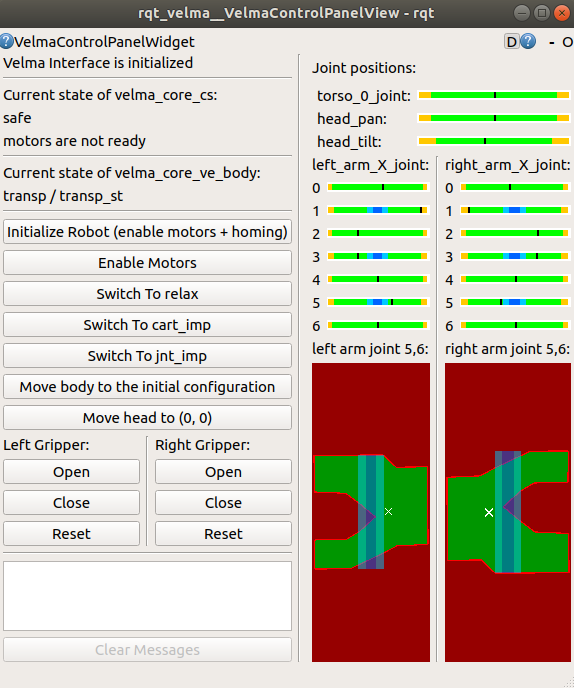 rqt_velma__VelmaControlPanelView - rqt
VelmaControlPanelWidget
D
- O
Velma Interface is initialized
Current state of velma_core_cs:
safe
motors are not ready
Current state of velma_core_ve_body:
transp / transp_st
Initialize Robot (enable motors + homing)
Enable Motors
Switch To relax
Switch To cart_imp
Switch To jnt_imp
Move body to the initial configuration
Move head to (0, 0)
Left Gripper:
Right Gripper:
Open
Open
Close
Close
Reset
Reset
Clear Messages
Joint positions:
torso_0_joint:
head_pan:
head_tilt:
left_arm_X_joint:
right_arm_X_joint:
0
0
1
1
2
2
3
3
4
4
5
5
6
6
left arm joint 5,6:
right arm joint 5,6: